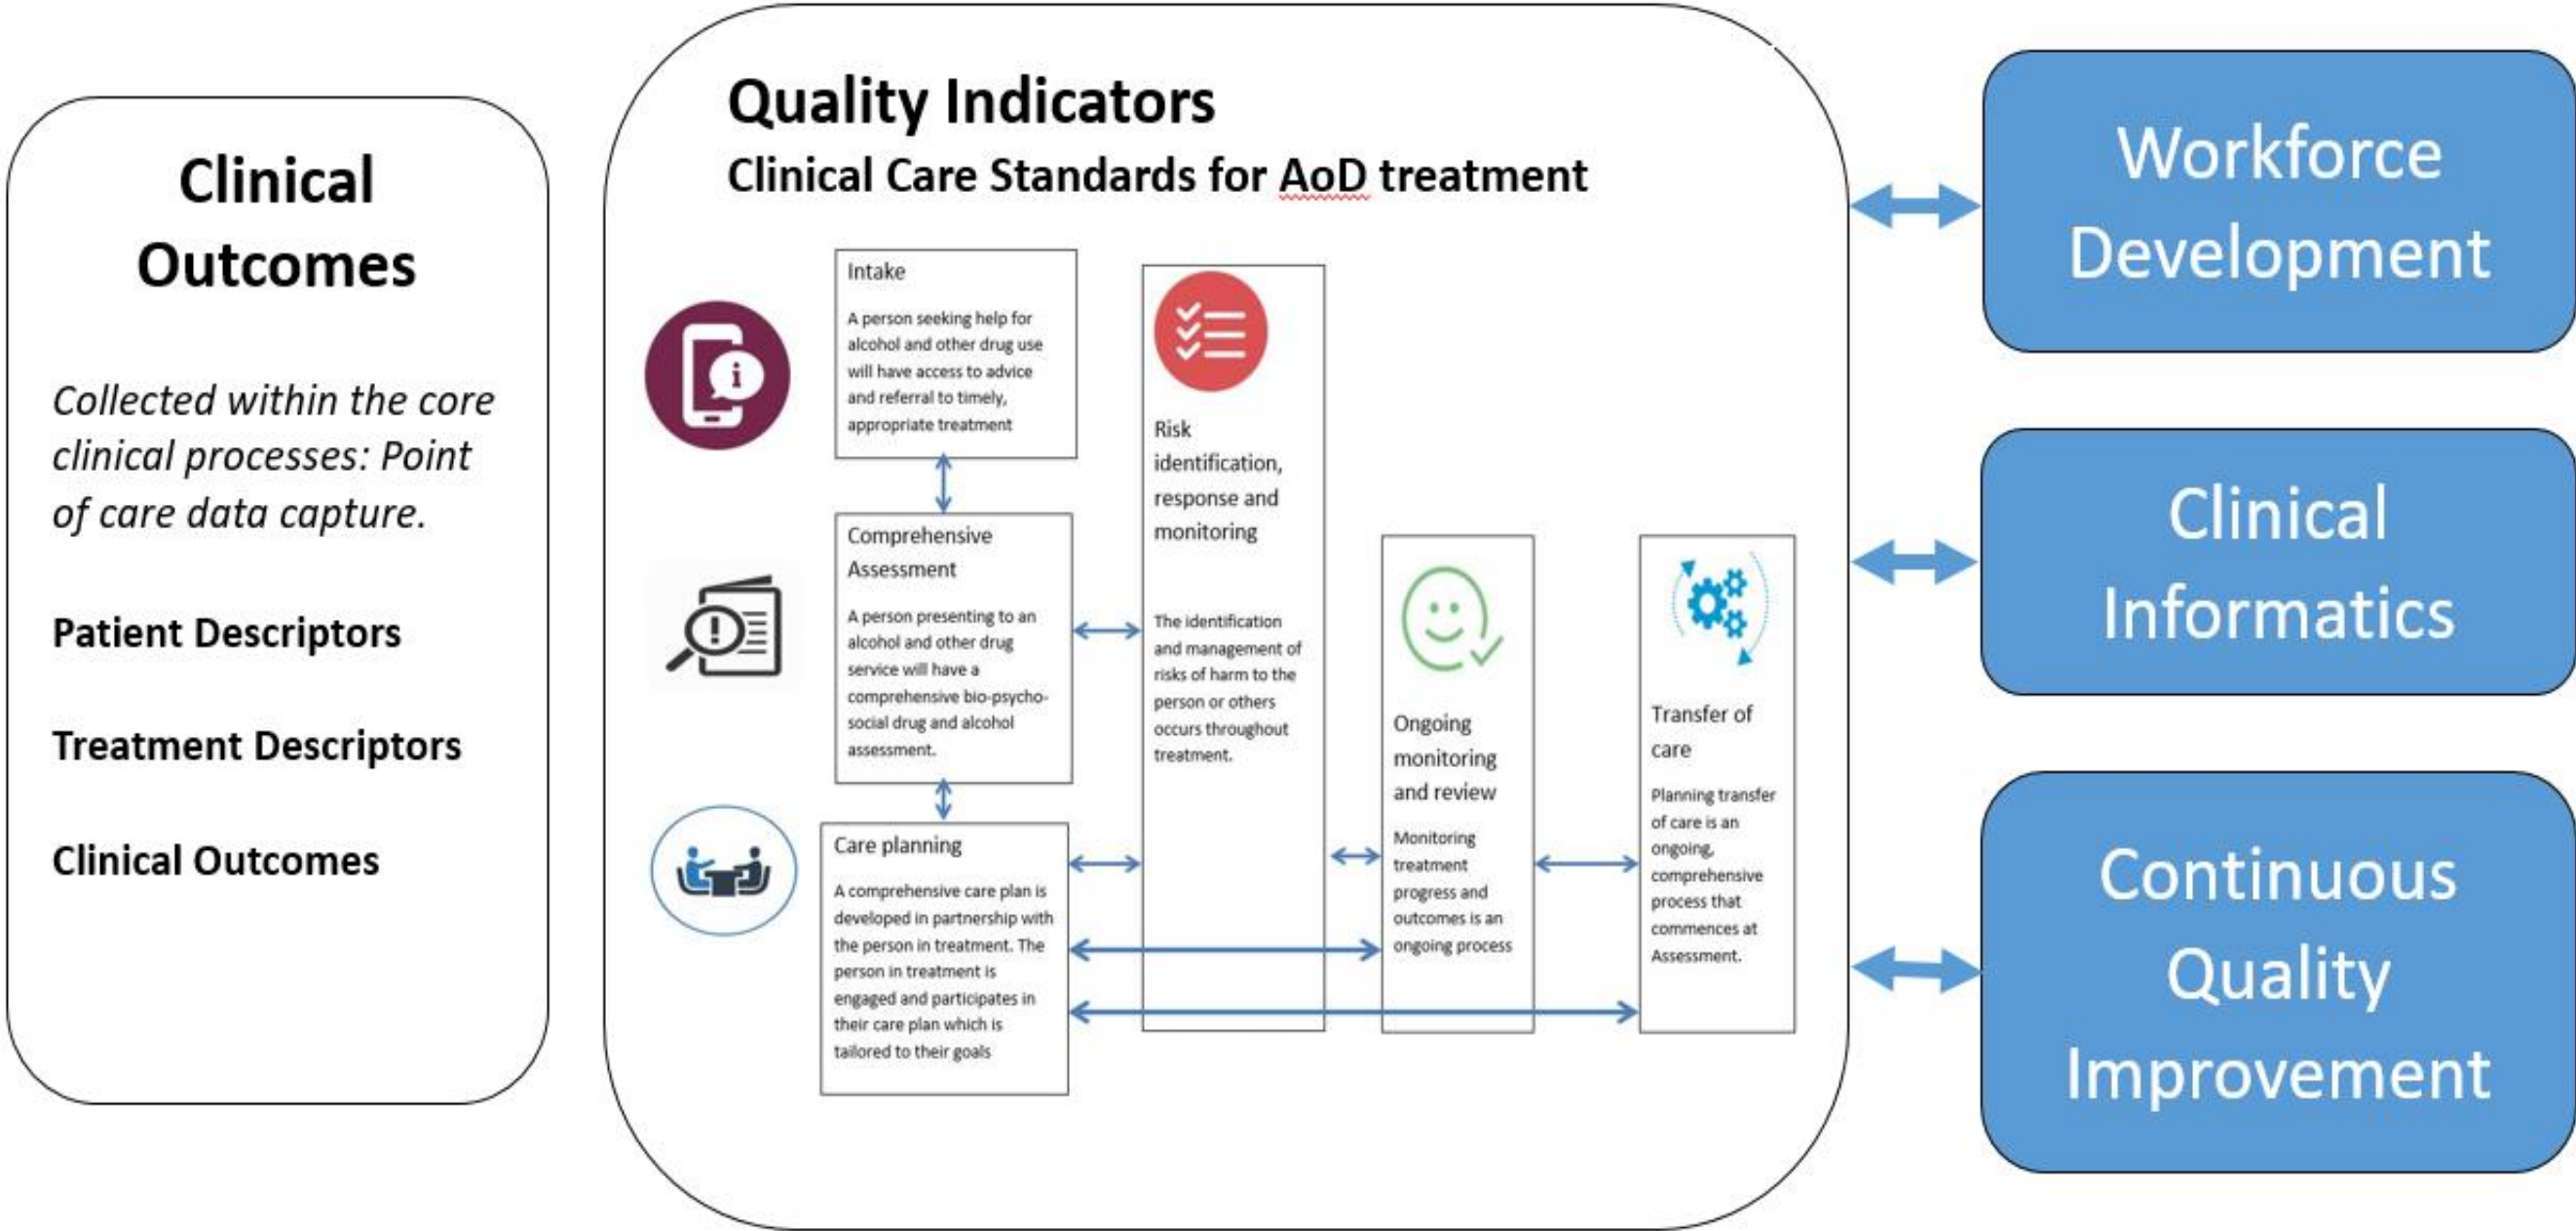 Clinical
Outcomes
Collected within the core
clinical processes: Point
of care data capture.
Patient Descriptors
Treatment Descriptors
Clinical Outcomes
Quality Indicators
Clinical Care Standards for AoD treatment
Intake
A person seeking help for
alcohol and other drug use
will have access to advice
and referral to timely,
appropriate treatment
Comprehensive
Assessment
A person presenting to an
alcohol and other drug
service will have a
comprehensive bio-psycho-
social drug and alcohol
assessment.
Care planning
A comprehensive care plan is
developed in partnership with
the person in treatment. The
person in treatment is
engaged and participates in
their care plan which is
tailored to their goals
Risk
identification,
response and
monitoring
The identification
and management of
risks of harm to the
person or others
occurs throughout
treatment.
Ongoing
monitoring
and review
Monitoring
treatment
progress and
outcomes is an
ongoing process
Transfer of
care
Planning transfer
of care is an
ongoing,
comprehensive
process that
commences at
Assessment.
Workforce
Development
Clinical
Informatics
Continuous
Quality
Improvement